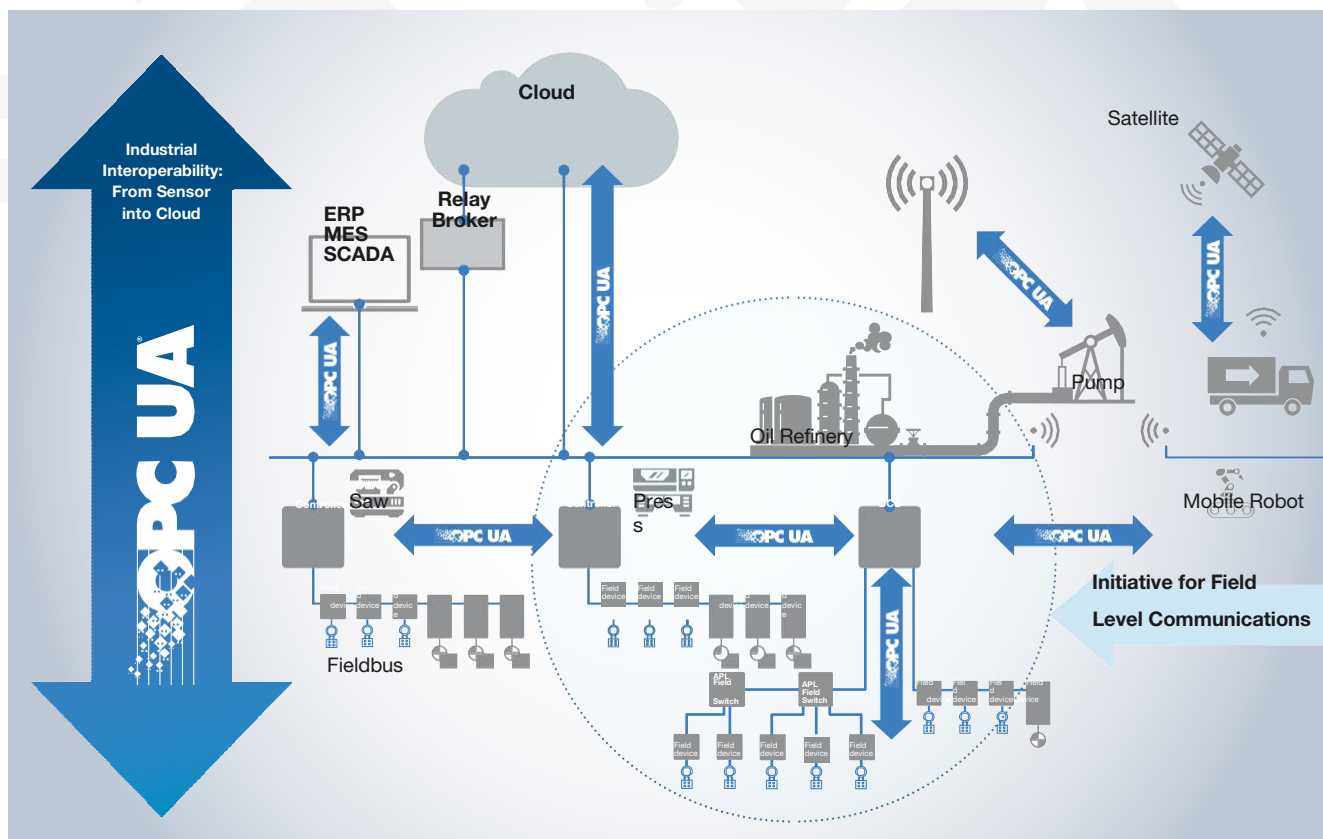 Industrial
Interoperability:
From Sensor
into Cloud
OPC UA
®
Cloud
Satellite
ERP
MES
SCADA
Relay
Broker
OPC UA
OPC UA
OPC UA
OPC UA
Pump
Oil Refinery
Saw
Pres
s
Mobile Robot
OPC UA
OPC UA
OPC UA
Initiative for Field
Level Communications
Field
device
Field
device
Field
device
Fieldbus
OPC UA
APL
Field
Switch
APL
Field
Switch
Field
device
Field
device
Field
device
Field
device
Field
device